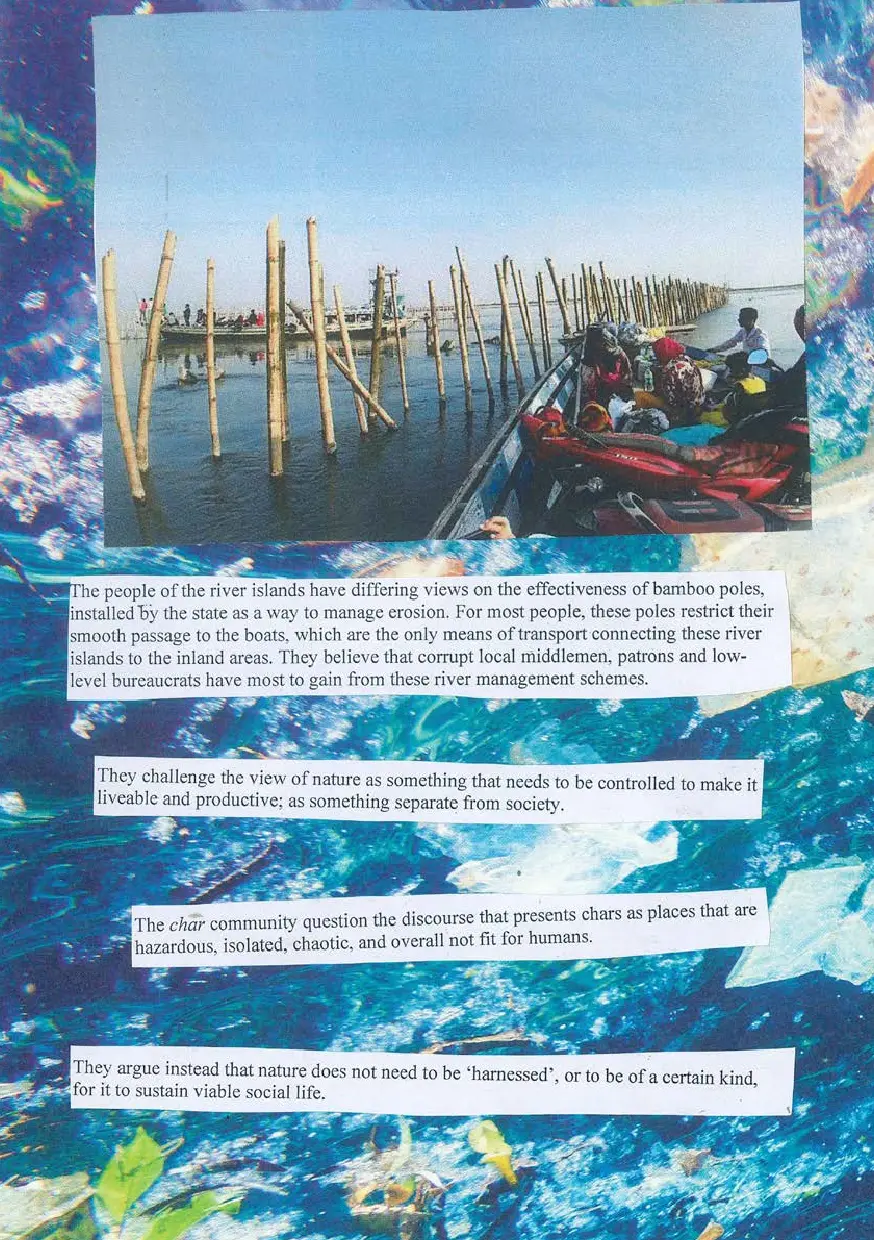 The people of the river islands have differing views on the effectiveness of bamboo poles,
installed by the state as a way to manage erosion. For most people, these poles restrict their
smooth passage to the boats, which are the only means of transport connecting these river
islands to the inland areas. They believe that corrupt local middlemen, patrons and low-
level bureaucrats have most to gain from these river management schemes.
They challenge the view of nature as something that needs to be controlled to make it
liveable and productive; as something separate from society.
The char community question the discourse that presents chars as places that are
hazardous, isolated, chaotic, and overall not fit for humans.
They argue instead that nature does not need to be ‘harnessed’, or to be of a certain kind,
for it to sustain viable social life.